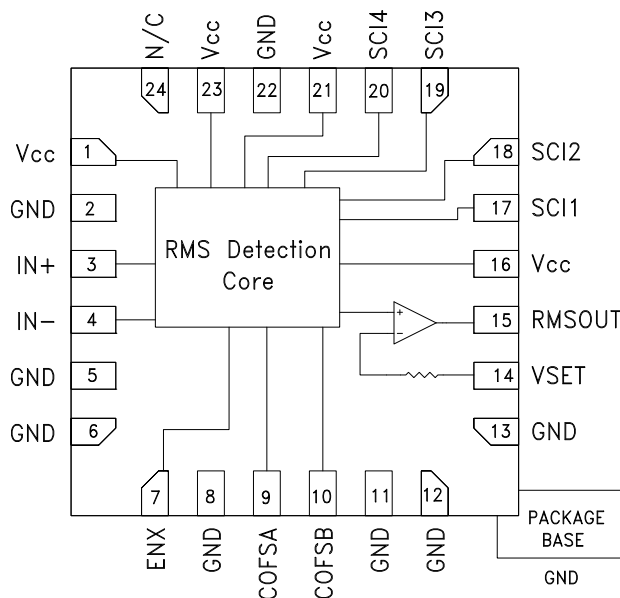 N/C
Vcc
GND
Vcc
SCI4
SCI3
24
23
22
21
20
19
Vcc
1
18
SCI2
GND
2
17
SCI1
IN+
3
RMS Detection
Core
16
Vcc
IN-
4
+
-
15
RMSOUT
GND
5
14
VSET
GND
6
13
GND
7
8
9
10
11
12
ENX
GND
COFSA
COFSB
GND
GND
PACKAGE
BASE
GND